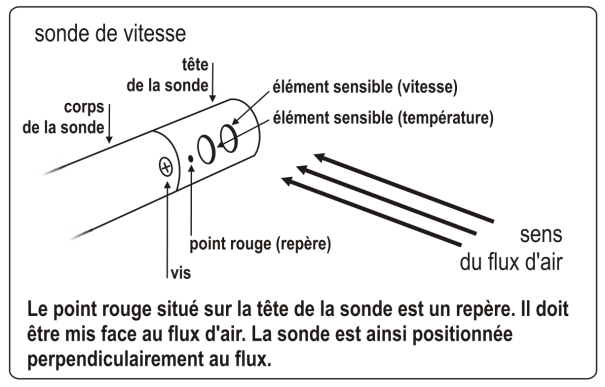 sonde de vitesse
tête
de la sonde
élément sensible (vitesse)
corps
de la sonde
élément sensible (température)
point rouge (repère)
vis
sens
du flux d'air
Le point rouge situé sur la tête de la sonde est un repère. Il doit
être mis face au flux d'air. La sonde est ainsi positionnée
perpendiculairement au flux.